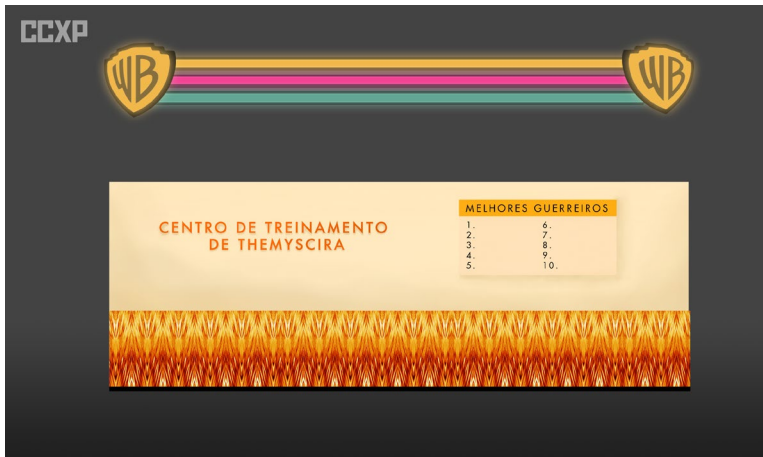 CCXP
WB
WB
CENTRO DE TREINAMENTO
DE THEMYSCIRA
MELHORES GUERREIROS
1.
2.
3.
4.
5.
6.
7.
8.
9.
10.